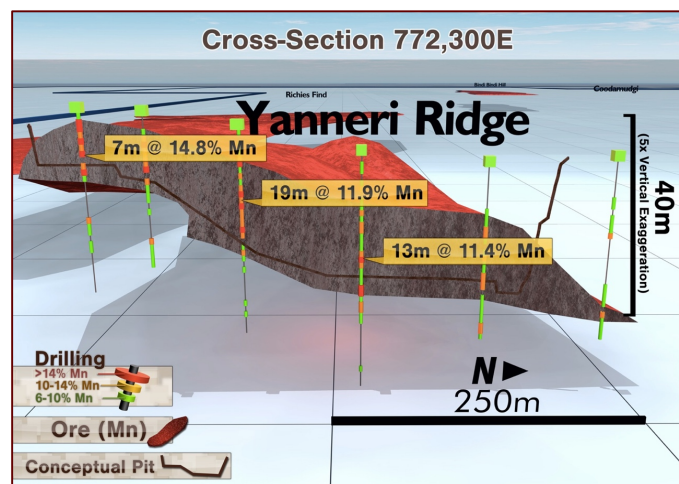 Cross-Section 772,300E
Richies Find
Bindi Bindi Hill
Coodamudgi
Yanneri Ridge
7m @ 14.8% Mn
19m @ 11.9% Mn
13m @ 11.4% Mn
40m
(5x Vertical Exaggeration)
Drilling
>14% Mn
10-14% Mn
6-10% Mn
Ore (Mn)
Conceptual Pit
N
250m